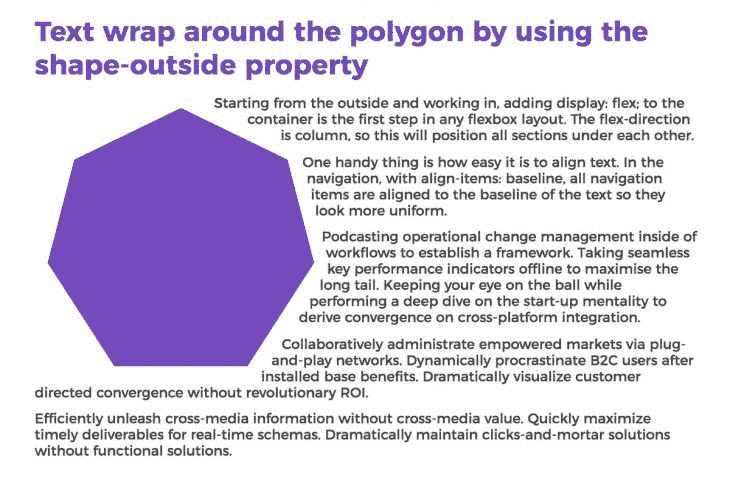 Text wrap around the polygon by using the
shape-outside property
Starting from the outside and working in, adding display: flex; to the
container is the first step in any flexbox layout. The flex-direction
is column, so this will position all sections under each other.
One handy thing is how easy it is to align text. In the
navigation, with align-items: baseline, all navigation
items are aligned to the baseline of the text so they
look more uniform.
Podcasting operational change management inside of
workflows to establish a framework. Taking seamless
key performance indicators offline to maximise the
long tail. Keeping your eye on the ball while
performing a deep dive on the start-up mentality to
derive convergence on cross-platform integration.
Collaboratively administrate empowered markets via plug-
and-play networks. Dynamically procrastinate B2C users after
installed base benefits. Dramatically visualize customer
directed convergence without revolutionary ROI.
Efficiently unleash cross-media information without cross-media value. Quickly maximize
timely deliverables for real-time schemas. Dramatically maintain clicks-and-mortar solutions
without functional solutions.